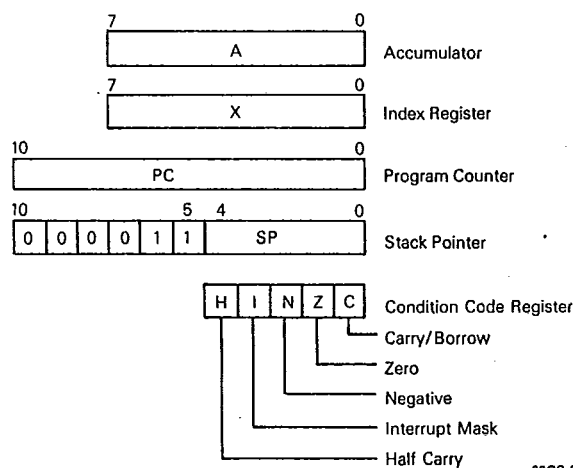 7 0
A Accumulator
7 0
X Index Register
10 0
PC Program Counter
10 5 4 0
0 0 0 0 1 1 SP Stack Pointer
H I N Z C Condition Code Register
Carry/Borrow
Zero
Negative
Interrupt Mask
Half Carry